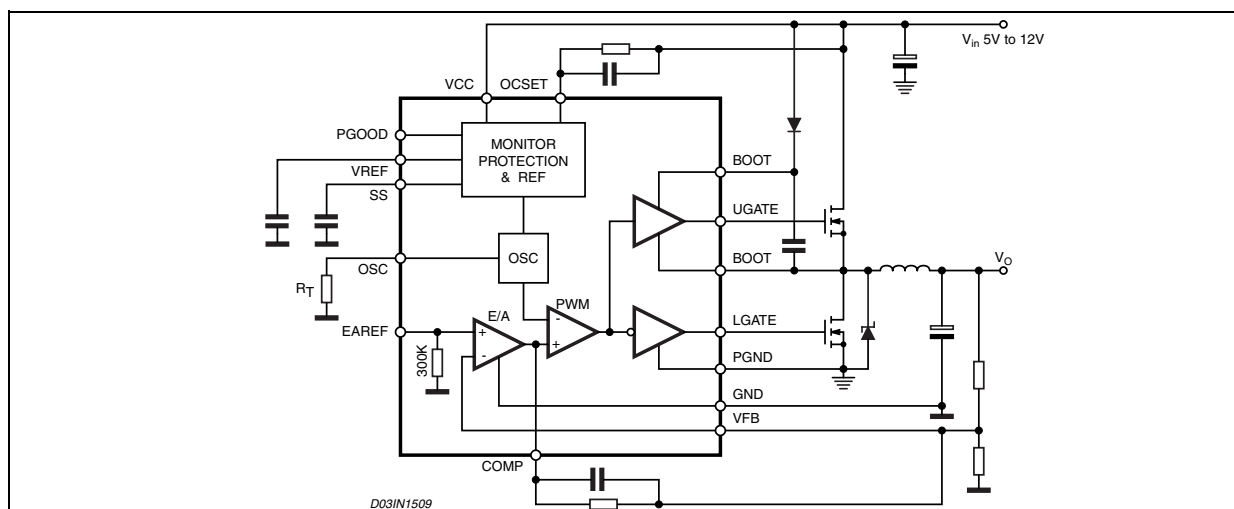 V_in 5V to 12V
VCC
OCSET
PGOOD
MONITOR
PROTECTION
& REF
VREF
SS
BOOT
UGATE
OSC
OSC
BOOT
V_O
R_T
PWM
E/A
LGATE
EAREF
+
-
-
+
300K
PGND
GND
VFB
COMP
D03IN1509